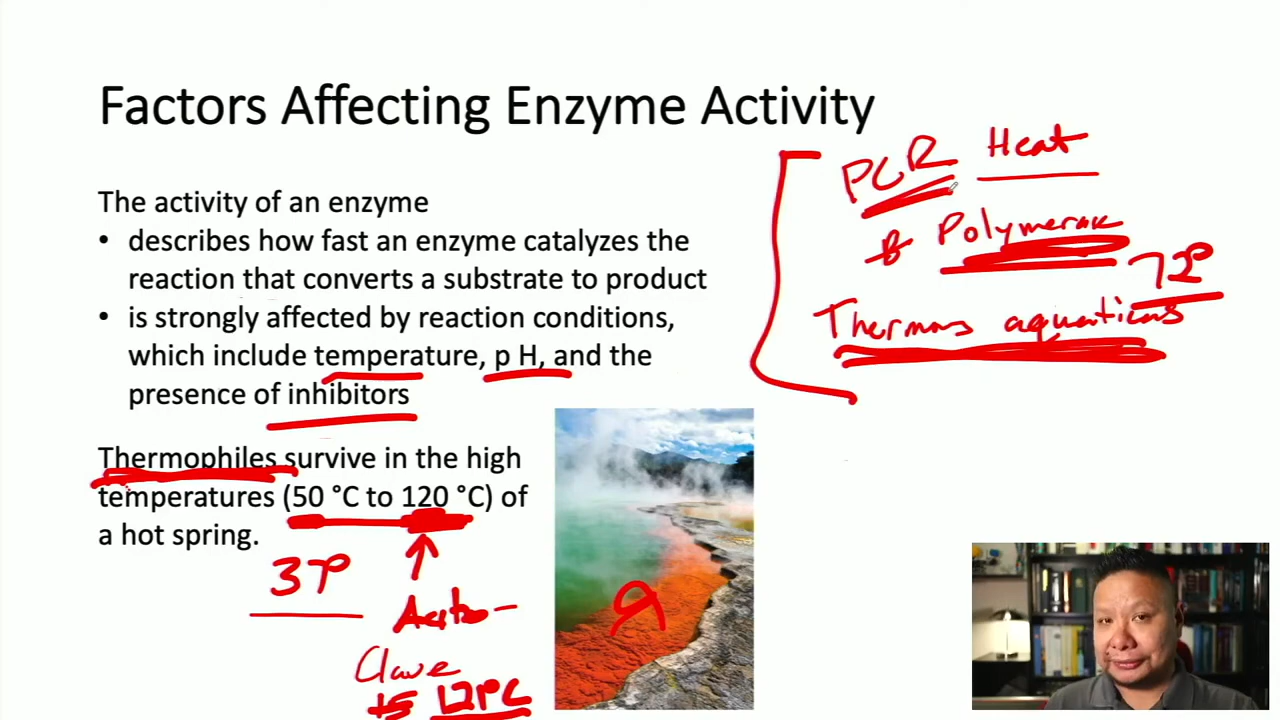 Factors Affecting Enzyme Activity
PCR Heat
The activity of an enzyme
• describes how fast an enzyme catalyzes the
reaction that converts a substrate to product
• is strongly affected by reaction conditions,
which include temperature, p H, and the
presence of inhibitors
Polymerase
72°
Thermus aquaticus
Thermophiles survive in the high
temperatures (50 °C to 120 °C) of
a hot spring.
37°
Auto-
Clave
121°C